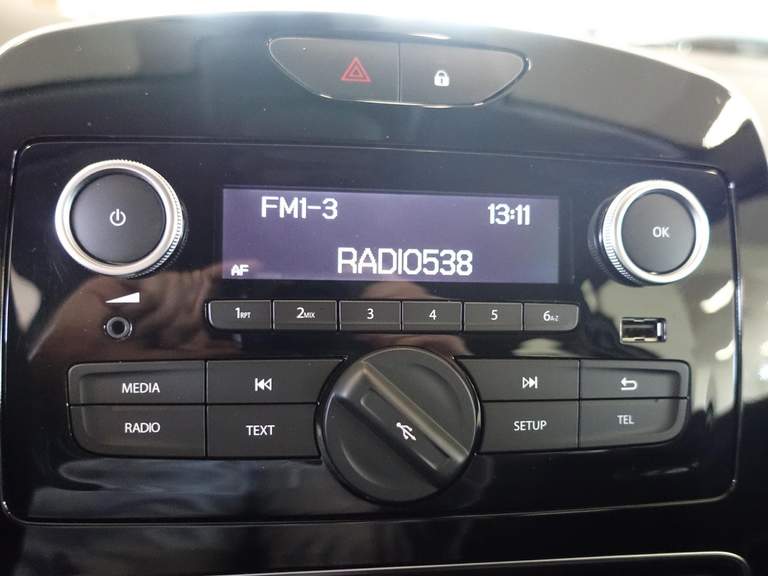 FM1-3 13:11
AF RADIO538
OK
1RPT 2MIX 3 4 5 6A-Z
MEDIA
RADIO TEXT SETUP TEL